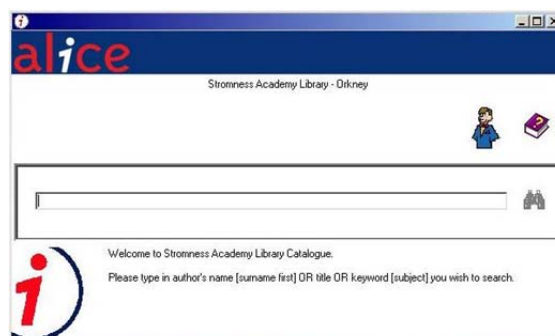 alice
Stromness Academy Library - Orkney
Welcome to Stromness Academy Library Catalogue.
Please type in author's name [surname first] OR title OR keyword [subject] you wish to search.